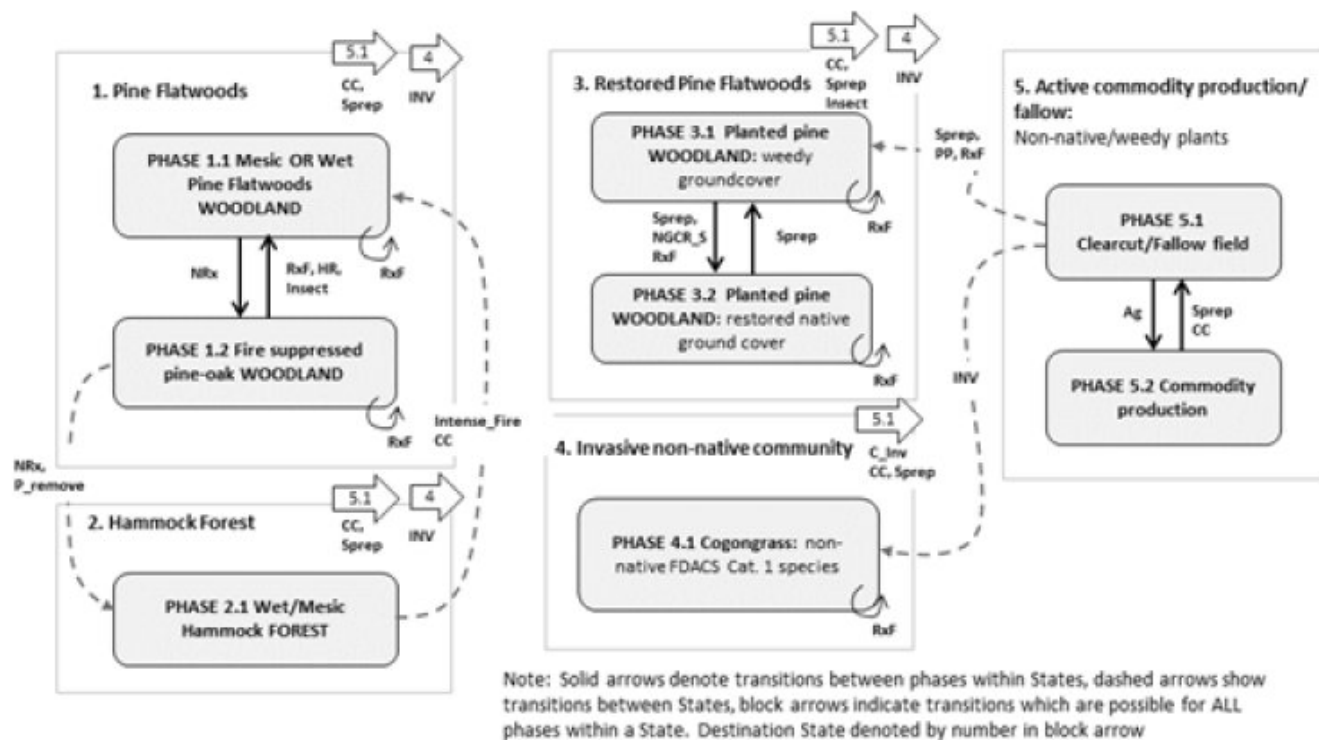 5.1
4
CC,
Sprep
INV
1. Pine Flatwoods
PHASE 1.1 Mesic OR Wet
Pine Flatwoods
WOODLAND
RxF
NRx
RxF, HR,
Insect
PHASE 1.2 Fire suppressed
pine-oak WOODLAND
RxF
NRx,
P_remove
Intense_Fire
CC
5.1
4
CC,
Sprep
INV
2. Hammock Forest
PHASE 2.1 Wet/Mesic
Hammock FOREST
5.1
4
CC,
Sprep
Insect
INV
3. Restored Pine Flatwoods
PHASE 3.1 Planted pine
WOODLAND: weedy
groundcover
RxF
Sprep,
NGCR_S
RxF
Sprep
PHASE 3.2 Planted pine
WOODLAND: restored native
ground cover
RxF
5.1
C_Inv
CC, Sprep
4. Invasive non-native community
PHASE 4.1 Cogongrass: non-
native FDACS Cat. 1 species
RxF
Sprep,
PP, RxF
INV
5. Active commodity production/
fallow:
Non-native/weedy plants
PHASE 5.1
Clearcut/Fallow field
Ag
Sprep
CC
PHASE 5.2 Commodity
production
Note: Solid arrows denote transitions between phases within States, dashed arrows show
transitions between States, block arrows indicate transitions which are possible for ALL
phases within a State. Destination State denoted by number in block arrow